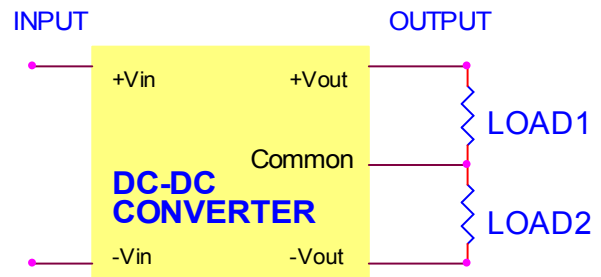 INPUT
OUTPUT
+Vin
+Vout
LOAD1
Common
DC-DC
CONVERTER
LOAD2
-Vin
-Vout